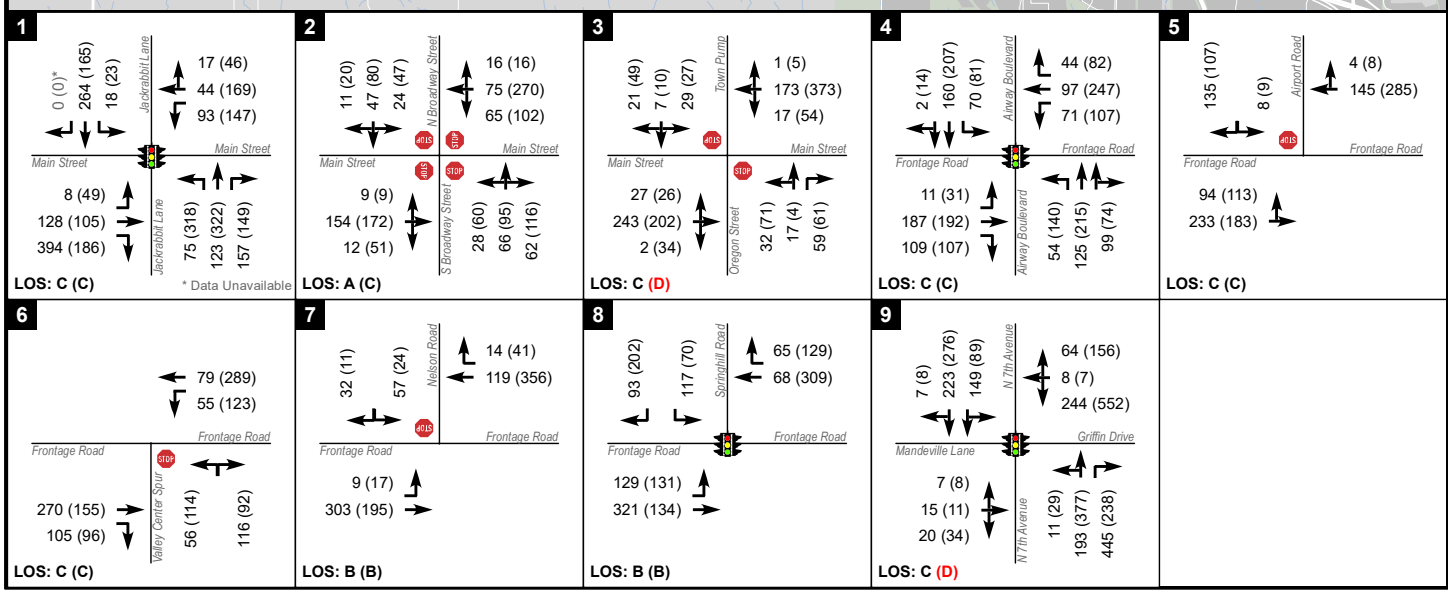 1
0 (0)*
264 (165)
18 (23)
Jackrabbit Lane
17 (46)
44 (169)
93 (147)
Main Street
Main Street
8 (49)
128 (105)
394 (186)
Jackrabbit Lane
75 (318)
123 (322)
157 (149)
LOS: C (C)
* Data Unavailable
2
11 (20)
47 (80)
24 (47)
N Broadway Street
16 (16)
75 (270)
65 (102)
STOP
STOP
Main Street
Main Street
STOP
STOP
9 (9)
154 (172)
12 (51)
S Broadway Street
28 (60)
66 (95)
62 (116)
LOS: A (C)
3
21 (49)
7 (10)
29 (27)
Town Pump
1 (5)
173 (373)
17 (54)
STOP
Main Street
Main Street
STOP
27 (26)
243 (202)
2 (34)
Oregon Street
32 (71)
17 (4)
59 (61)
LOS: C (D)
4
2 (14)
160 (207)
70 (81)
Airway Boulevard
44 (82)
97 (247)
71 (107)
Frontage Road
Frontage Road
11 (31)
187 (192)
109 (107)
Airway Boulevard
54 (140)
125 (215)
99 (74)
LOS: C (C)
5
135 (107)
8 (9)
Airport Road
4 (8)
145 (285)
STOP
Frontage Road
Frontage Road
94 (113)
233 (183)
LOS: C (C)
6
79 (289)
55 (123)
Frontage Road
Frontage Road
STOP
270 (155)
105 (96)
Valley Center Spur
56 (114)
116 (92)
LOS: C (C)
7
32 (11)
57 (24)
Nelson Road
14 (41)
119 (356)
STOP
Frontage Road
Frontage Road
9 (17)
303 (195)
LOS: B (B)
8
93 (202)
117 (70)
Springhill Road
65 (129)
68 (309)
Frontage Road
Frontage Road
129 (131)
321 (134)
LOS: B (B)
9
7 (8)
223 (276)
149 (89)
N 7th Avenue
64 (156)
8 (7)
244 (552)
Mandeville Lane
Griffin Drive
7 (8)
15 (11)
20 (34)
N 7th Avenue
11 (29)
193 (377)
445 (238)
LOS: C (D)